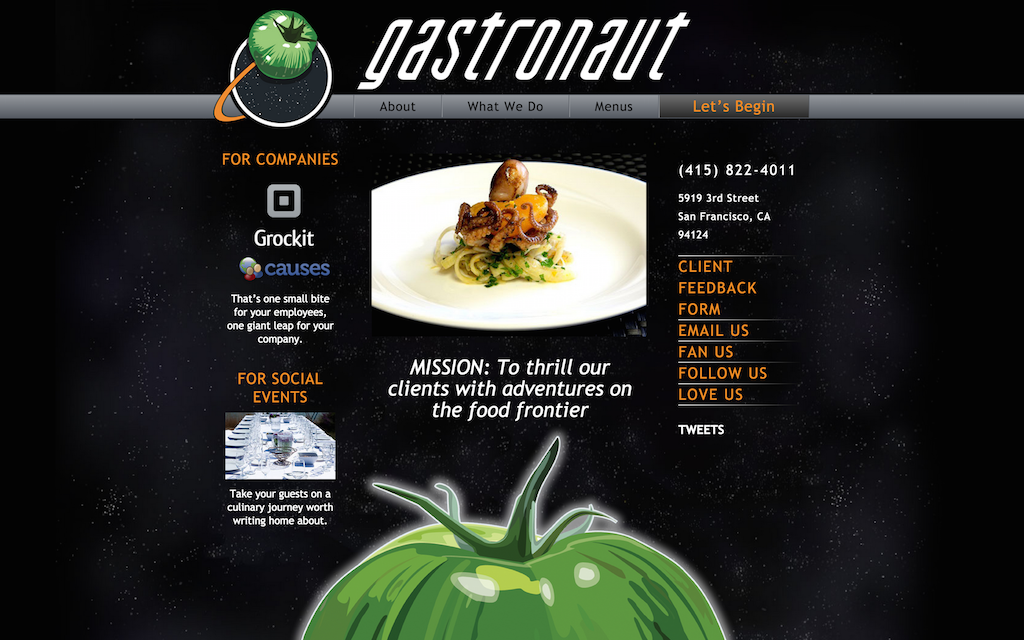 gastronaut
About
What We Do
Menus
Let's Begin
FOR COMPANIES
Grockit
causes
That's one small bite
for your employees,
one giant leap for your
company.
FOR SOCIAL
EVENTS
Take your guests on a
culinary journey worth
writing home about.
MISSION: To thrill our
clients with adventures on
the food frontier
(415) 822-4011
5919 3rd Street
San Francisco, CA
94124
CLIENT
FEEDBACK
FORM
EMAIL US
FAN US
FOLLOW US
LOVE US
TWEETS